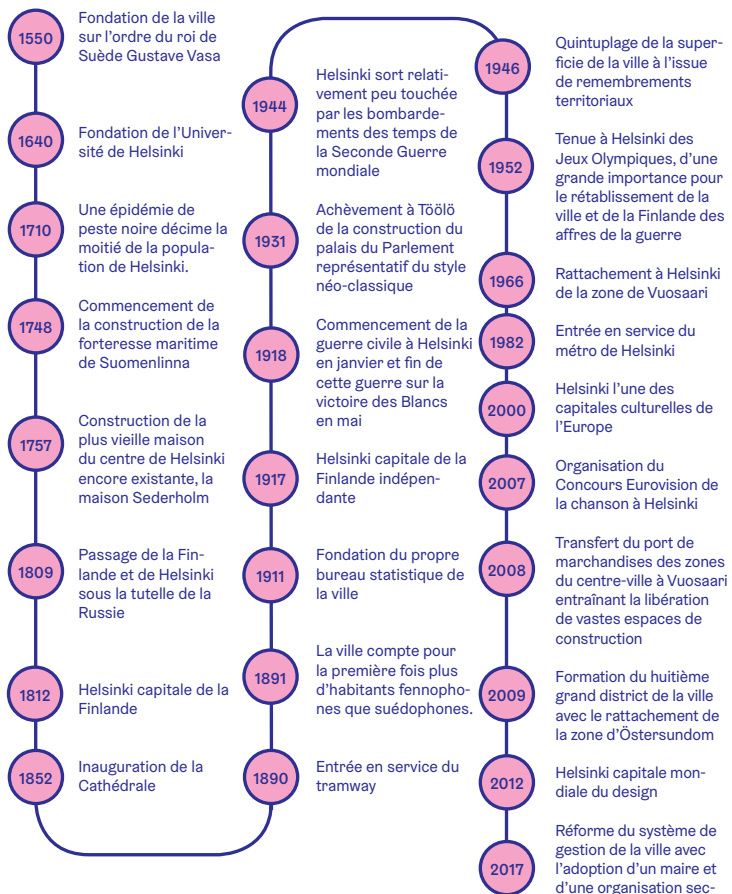 1550
Fondation de la ville
sur l'ordre du roi de
Suède Gustave Vasa
1640
Fondation de l'Univer-
sité de Helsinki
1710
Une épidémie de
peste noire décime la
moitié de la popula-
tion de Helsinki.
1748
Commencement de
la construction de la
forteresse maritime
de Suomenlinna
1757
Construction de la
plus vieille maison
du centre de Helsinki
encore existante, la
maison Sederholm
1809
Passage de la Fin-
lande et de Helsinki
sous la tutelle de la
Russie
1812
Helsinki capitale de la
Finlande
1852
Inauguration de la
Cathédrale
1890
Entrée en service du
tramway
1891
La ville compte pour
la première fois plus
d'habitants fennopho-
nes que suédophones.
1911
Fondation du propre
bureau statistique de
la ville
1917
Helsinki capitale de la
Finlande indépen-
dante
1918
Commencement de la
guerre civile à Helsinki
en janvier et fin de
cette guerre sur la
victoire des Blancs
en mai
1931
Achèvement à Töölö
de la construction du
palais du Parlement
représentatif du style
néo-classique
1944
Helsinki sort relati-
vement peu touchée
par les bombarde-
ments des temps de
la Seconde Guerre
mondiale
1946
Quintuplage de la super-
ficie de la ville à l'issue
de remembrements
territoriaux
1952
Tenue à Helsinki des
Jeux Olympiques, d'une
grande importance pour
le rétablissement de la
ville et de la Finlande des
affres de la guerre
1966
Rattachement à Helsinki
de la zone de Vuosaari
1982
Entrée en service du
métro de Helsinki
2000
Helsinki l'une des
capitales culturelles de
l'Europe
2007
Organisation du
Concours Eurovision de
la chanson à Helsinki
2008
Transfert du port de
marchandises des zones
du centre-ville à Vuosaari
entraînant la libération
de vastes espaces de
construction
2009
Formation du huitième
grand district de la ville
avec le rattachement de
la zone d'Östersundom
2012
Helsinki capitale mon-
diale du design
2017
Réforme du système de
gestion de la ville avec
l'adoption d'un maire et
d'une organisation sec-